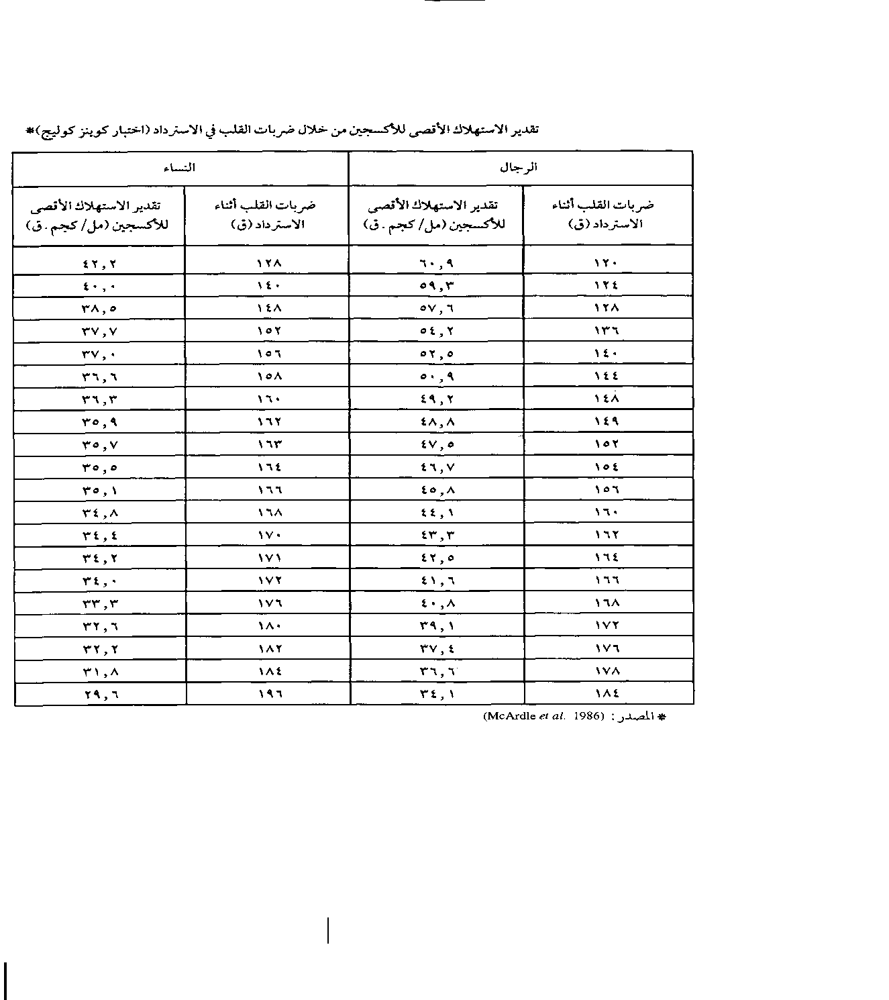 تقدير الاستهلاك الأقصى للأكسجين من خلال ضربات القلب في الاسترداد (اختبار كوينز كوليج)*
الرجال النساء
ضربات القلب أثناء تقدير الاستهلاك الأقصى ضربات القلب أثناء تقدير الاستهلاك الأقصى
الاسترداد (ق) للأكسجين (مل/ كجم . ق) الاسترداد (ق) للأكسجين (مل/ كجم . ق)
١٢٠ ٦٠,٩ ١٢٨ ٤٢,٢
١٢٤ ٥٩,٣ ١٤٠ ٤٠,٠
١٢٨ ٥٧,٦ ١٤٨ ٣٨,٥
١٣٦ ٥٤,٢ ١٥٢ ٣٧,٧
١٤٠ ٥٢,٥ ١٥٦ ٣٧,٠
١٤٤ ٥٠,٩ ١٥٨ ٣٦,٦
١٤٨ ٤٩,٢ ١٦٠ ٣٦,٣
١٤٩ ٤٨,٨ ١٦٢ ٣٥,٩
١٥٢ ٤٧,٥ ١٦٣ ٣٥,٧
١٥٤ ٤٦,٧ ١٦٤ ٣٥,٥
١٥٦ ٤٥,٨ ١٦٦ ٣٥,١
١٦٠ ٤٤,١ ١٦٨ ٣٤,٨
١٦٢ ٤٣,٣ ١٧٠ ٣٤,٤
١٦٤ ٤٢,٥ ١٧١ ٣٤,٢
١٦٦ ٤١,٦ ١٧٢ ٣٤,٠
١٦٨ ٤٠,٨ ١٧٦ ٣٣,٣
١٧٢ ٣٩,١ ١٨٠ ٣٢,٦
١٧٦ ٣٧,٤ ١٨٢ ٣٢,٢
١٧٨ ٣٦,٦ ١٨٤ ٣١,٨
١٨٤ ٣٤,١ ١٩٦ ٢٩,٦
* المصدر : (McArdle et al. 1986)